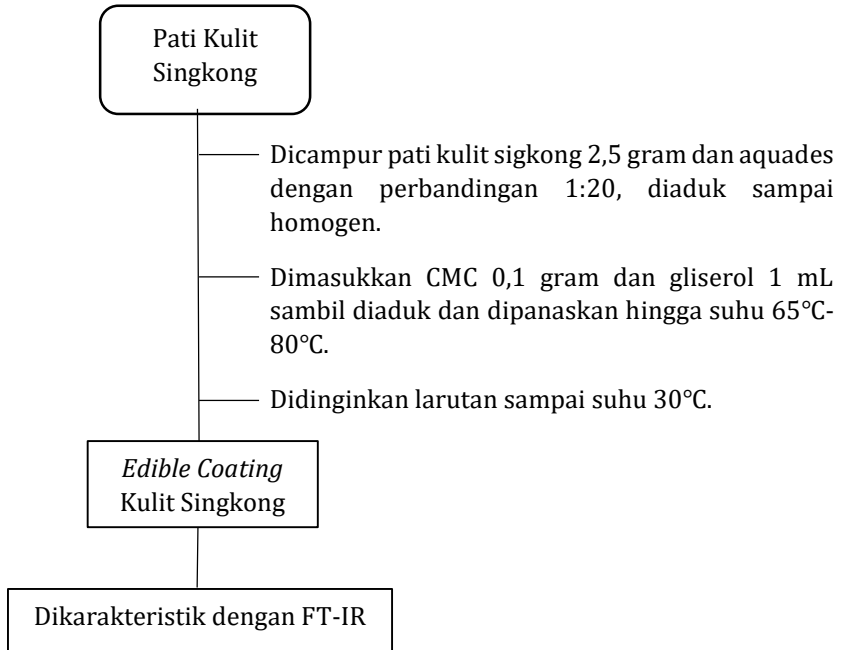 Pati Kulit
Singkong
Dicampur pati kulit sigkong 2,5 gram dan aquades
dengan perbandingan 1:20, diaduk sampai
homogen.
Dimasukkan CMC 0,1 gram dan gliserol 1 mL
sambil diaduk dan dipanaskan hingga suhu 65°C-
80°C.
Didinginkan larutan sampai suhu 30°C.
Edible Coating
Kulit Singkong
Dikarakteristik dengan FT-IR